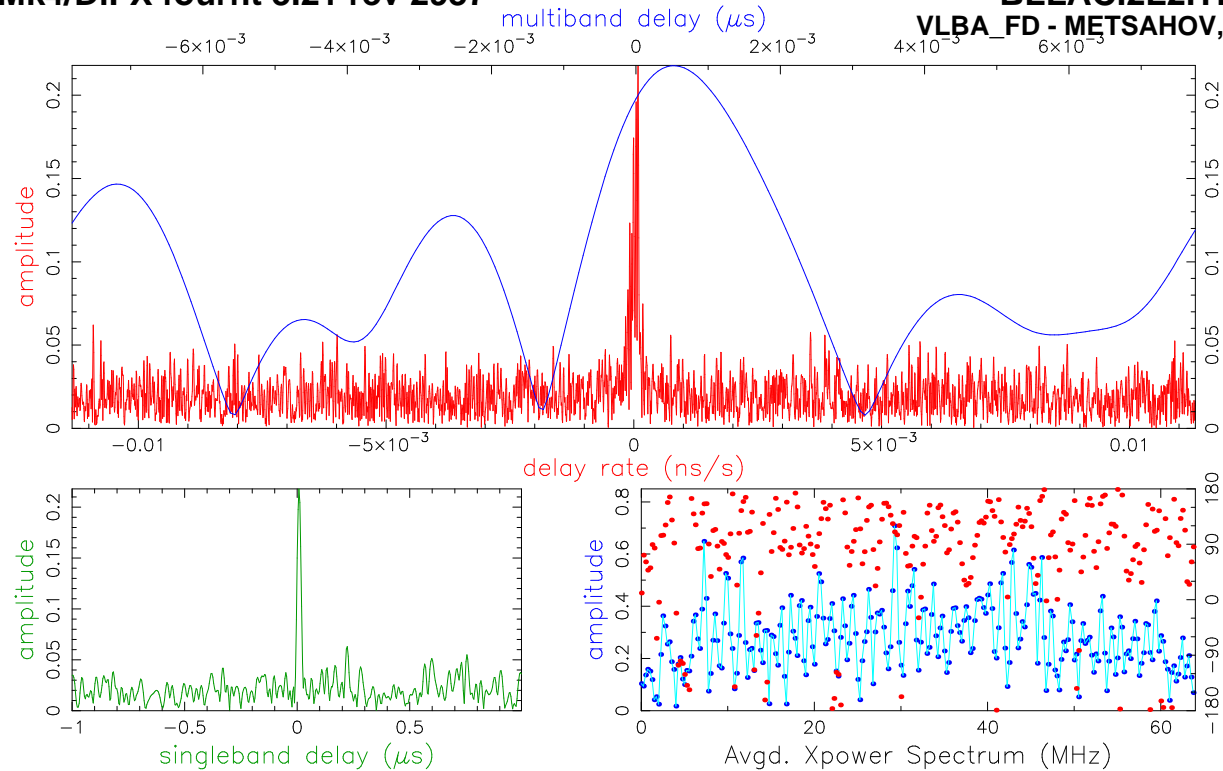 multiband delay (μs)
VLBA_FD - METSAHOV,
−6×10⁻³ −4×10⁻³ −2×10⁻³ 0 2×10⁻³ 4×10⁻³ 6×10⁻³
amplitude
0 0.05 0.1 0.15 0.2
0 0.05 0.1 0.15 0.2
−0.01 −5×10⁻³ 0 5×10⁻³ 0.01
delay rate (ns/s)
amplitude
0 0.05 0.1 0.2
−1 −0.5 0 0.5
singleband delay (μs)
amplitude
0 0.2 0.4 0.6 0.8
−180 −90 0 90 180
0 20 40 60
Avgd. Xpower Spectrum (MHz)